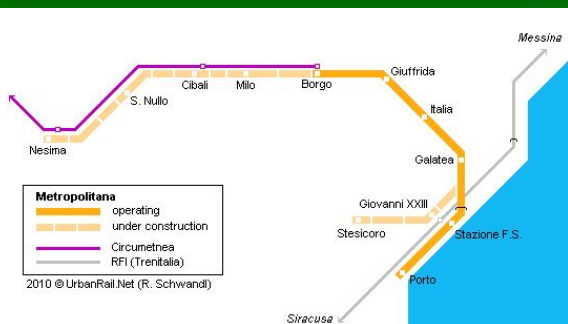 Messina
Giuffrida
Cibali
Milo
Borgo
S. Nullo
Italia
Nesima
Galatea
Giovanni XXIII
Stesicoro
Stazione F.S.
Porto
Siracusa
Metropolitana
operating
under construction
Circumetnea
RFI (Trenitalia)
2010 © UrbanRail.Net (R. Schwandl)